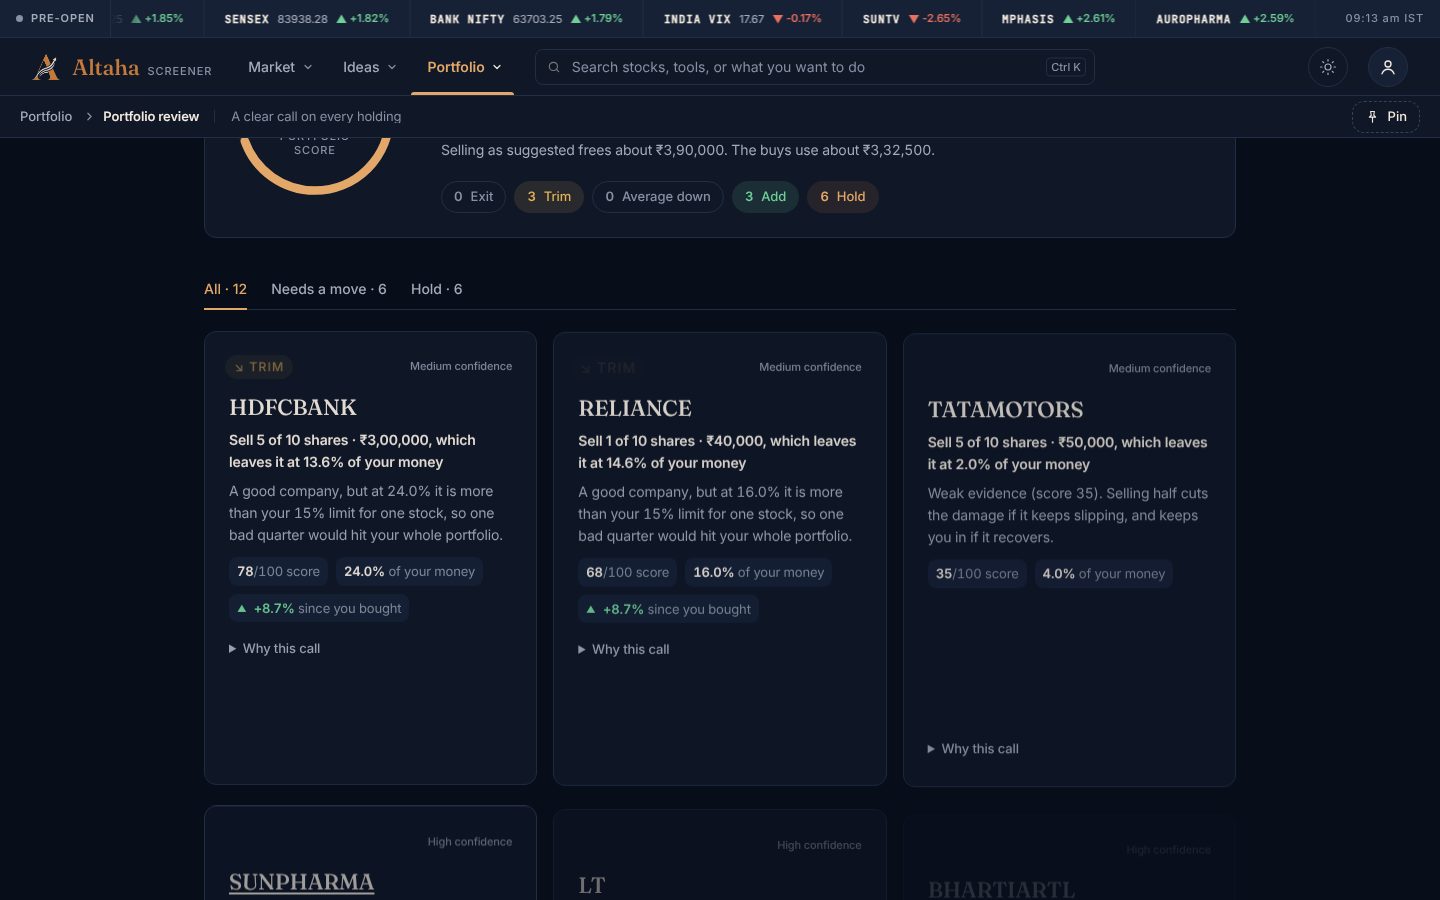 PRE-OPEN
+1.85%
SENSEX 83938.28 ▲ +1.82%
BANK NIFTY 63703.25 ▲ +1.79%
INDIA VIX 17.67 ▼ -0.17%
SUNTV ▼ -2.65%
MPHASIS ▲ +2.61%
AUROPHARMA ▲ +2.59%
09:13 am IST
Altaha SCREENER
Market
Ideas
Portfolio
Search stocks, tools, or what you want to do
Ctrl K
Portfolio > Portfolio review
A clear call on every holding
Pin
SCORE
Selling as suggested frees about ₹3,90,000. The buys use about ₹3,32,500.
0 Exit
3 Trim
0 Average down
3 Add
6 Hold
All · 12
Needs a move · 6
Hold · 6
↘ TRIM
Medium confidence
HDFCBANK
Sell 5 of 10 shares · ₹3,00,000, which
leaves it at 13.6% of your money
A good company, but at 24.0% it is more
than your 15% limit for one stock, so one
bad quarter would hit your whole portfolio.
78/100 score
24.0% of your money
▲ +8.7% since you bought
▶ Why this call
↘ TRIM
Medium confidence
RELIANCE
Sell 1 of 10 shares · ₹40,000, which leaves
it at 14.6% of your money
A good company, but at 16.0% it is more
than your 15% limit for one stock, so one
bad quarter would hit your whole portfolio.
68/100 score
16.0% of your money
▲ +8.7% since you bought
▶ Why this call
Medium confidence
TATAMOTORS
Sell 5 of 10 shares · ₹50,000, which leaves
it at 2.0% of your money
Weak evidence (score 35). Selling half cuts
the damage if it keeps slipping, and keeps
you in if it recovers.
35/100 score
4.0% of your money
▶ Why this call
High confidence
SUNPHARMA
High confidence
LT
High confidence
BHARTIARTL